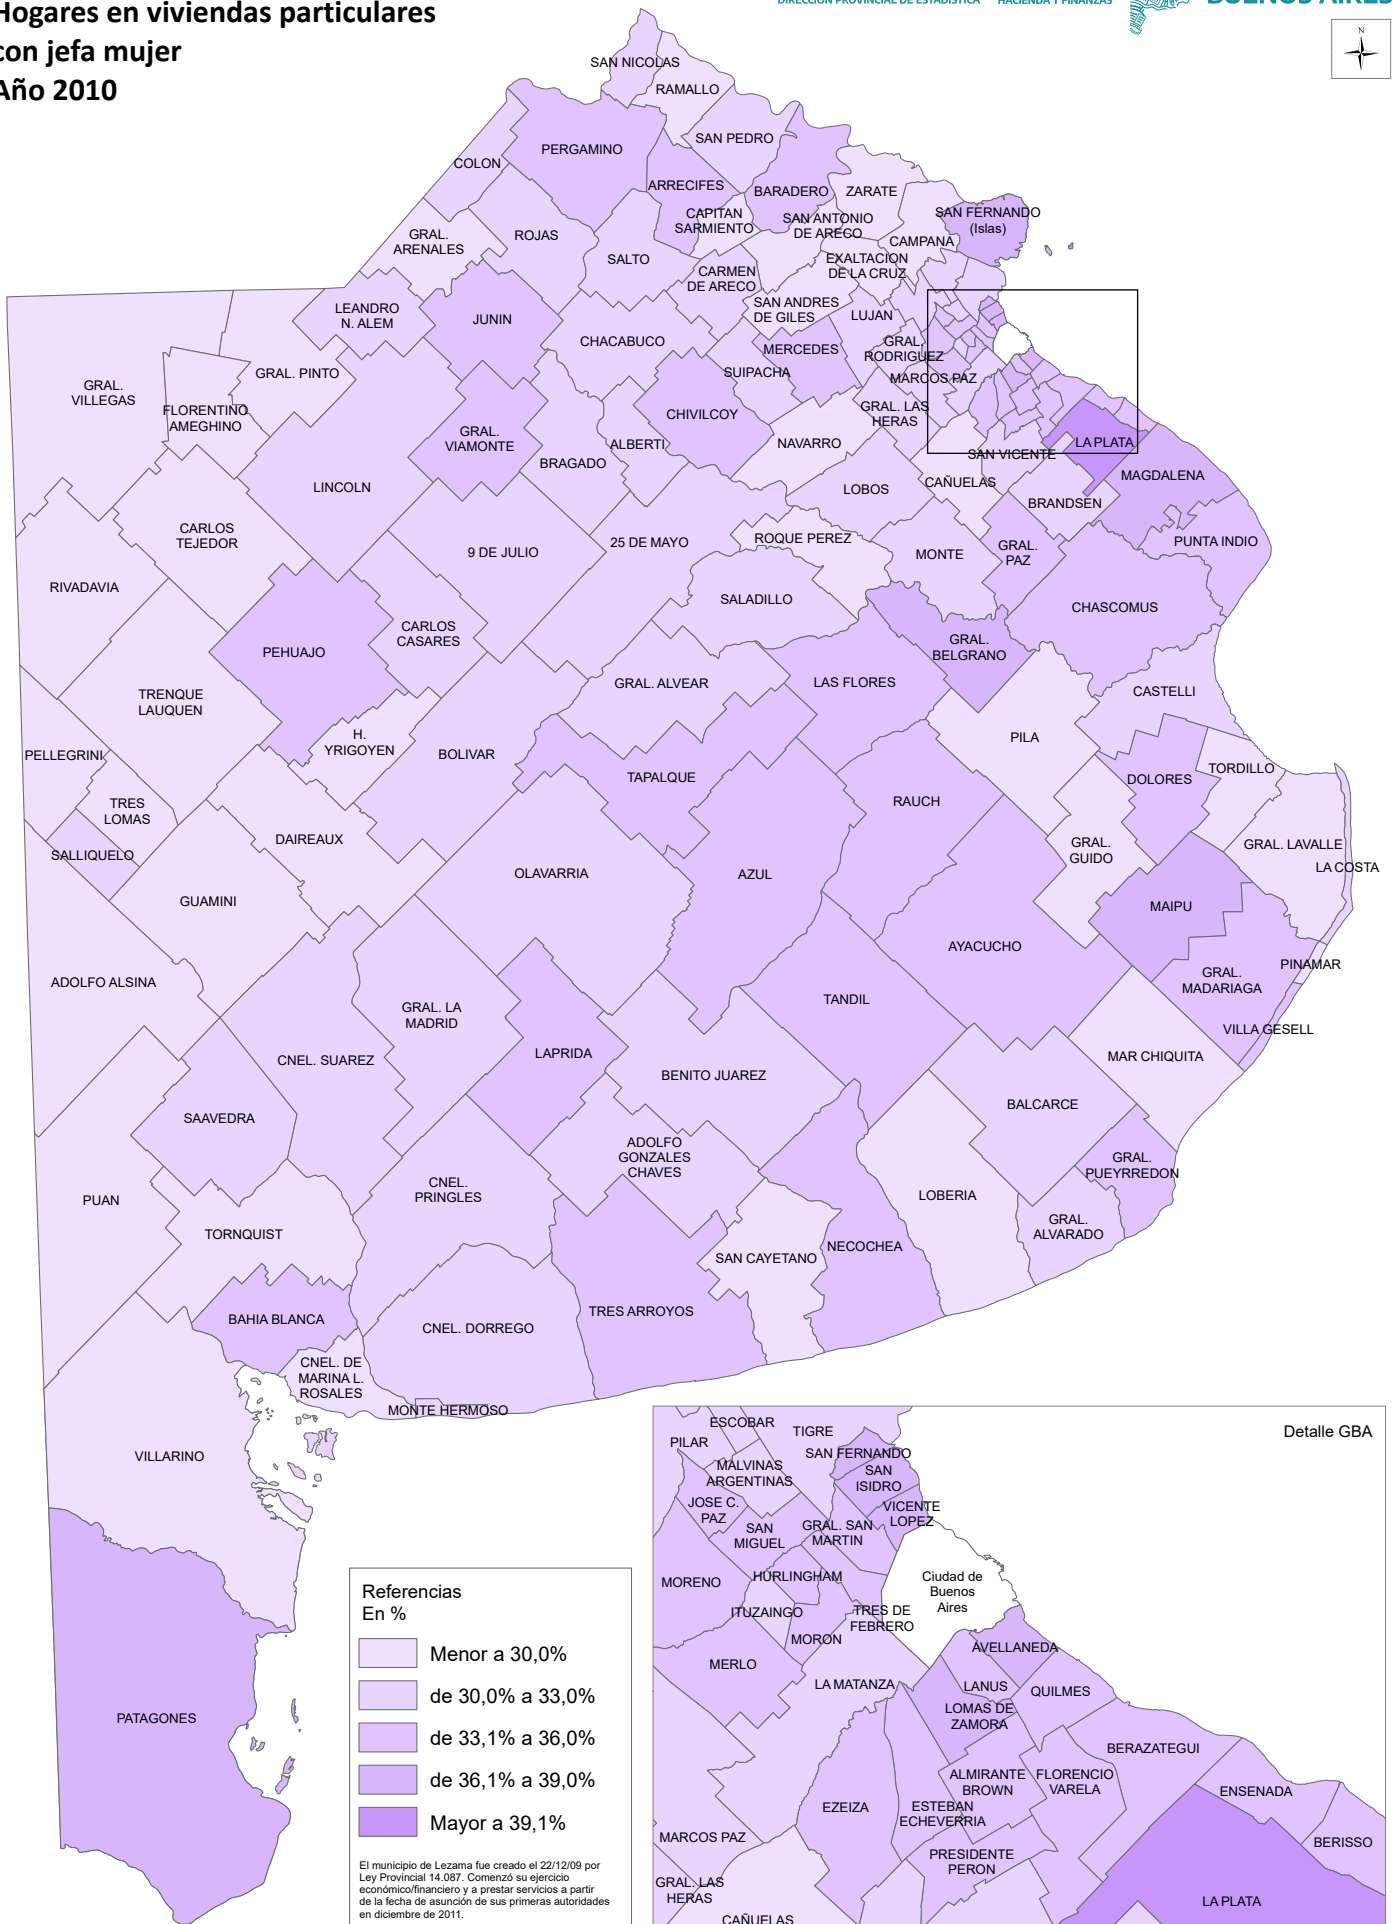 Hogares en viviendas particulares
con jefa mujer
Año 2010
DIRECCIÓN PROVINCIAL DE ESTADÍSTICA HACIENDA Y FINANZAS BUENOS AIRES
N
SAN NICOLAS
RAMALLO
SAN PEDRO
PERGAMINO
COLON
ARRECIFES
BARADERO
ZARATE
CAPITAN
SARMIENTO
SAN ANTONIO
DE ARECO
SAN FERNANDO
(Islas)
CAMPANA
GRAL.
ARENALES
ROJAS
SALTO
CARMEN
DE ARECO
EXALTACION
DE LA CRUZ
LEANDRO
N. ALEM
JUNIN
CHACABUCO
SAN ANDRES
DE GILES
LUJAN
MERCEDES
GRAL.
RODRIGUEZ
SUIPACHA
MARCOS PAZ
GRAL.
VILLEGAS
GRAL. PINTO
FLORENTINO
AMEGHINO
GRAL.
VIAMONTE
ALBERTI
CHIVILCOY
GRAL. LAS
HERAS
NAVARRO
BRAGADO
LINCOLN
SAN VICENTE
LA PLATA
LOBOS
CAÑUELAS
MAGDALENA
BRANDSEN
CARLOS
TEJEDOR
9 DE JULIO
25 DE MAYO
ROQUE PEREZ
MONTE
GRAL.
PAZ
PUNTA INDIO
RIVADAVIA
SALADILLO
CHASCOMUS
CARLOS
CASARES
PEHUAJO
GRAL.
BELGRANO
TRENQUE
LAUQUEN
GRAL. ALVEAR
LAS FLORES
CASTELLI
PELLEGRINI
H.
YRIGOYEN
BOLIVAR
PILA
TAPALQUE
DOLORES
TORDILLO
TRES
LOMAS
RAUCH
SALLIQUELO
DAIREAUX
GRAL.
GUIDO
GRAL. LAVALLE
LA COSTA
OLAVARRIA
AZUL
GUAMINI
MAIPU
AYACUCHO
ADOLFO ALSINA
PINAMAR
GRAL.
MADARIAGA
TANDIL
GRAL. LA
MADRID
VILLA GESELL
LAPRIDA
CNEL. SUAREZ
MAR CHIQUITA
BENITO JUAREZ
BALCARCE
SAAVEDRA
ADOLFO
GONZALES
CHAVES
GRAL.
PUEYRREDON
CNEL.
PRINGLES
PUAN
LOBERIA
GRAL.
ALVARADO
TORNQUIST
NECOCHEA
SAN CAYETANO
TRES ARROYOS
BAHIA BLANCA
CNEL. DORREGO
CNEL. DE
MARINA L.
ROSALES
MONTE HERMOSO
VILLARINO
PATAGONES
Detalle GBA
ESCOBAR
TIGRE
PILAR
SAN FERNANDO
MALVINAS
ARGENTINAS
SAN
ISIDRO
JOSE C.
PAZ
VICENTE
LOPEZ
SAN
MIGUEL
GRAL. SAN
MARTIN
MORENO
HURLINGHAM
Ciudad de
Buenos
Aires
ITUZAINGO
TRES DE
FEBRERO
MORON
AVELLANEDA
MERLO
LA MATANZA
LANUS
QUILMES
LOMAS DE
ZAMORA
BERAZATEGUI
ALMIRANTE
BROWN
FLORENCIO
VARELA
ENSENADA
EZEIZA
ESTEBAN
ECHEVERRIA
MARCOS PAZ
BERISSO
PRESIDENTE
PERON
GRAL. LAS
HERAS
LA PLATA
CAÑUELAS
Referencias
En %
Menor a 30,0%
de 30,0% a 33,0%
de 33,1% a 36,0%
de 36,1% a 39,0%
Mayor a 39,1%
El municipio de Lezama fue creado el 22/12/09 por
Ley Provincial 14.087. Comenzó su ejercicio
económico/financiero y a prestar servicios a partir
de la fecha de asunción de sus primeras autoridades
en diciembre de 2011.